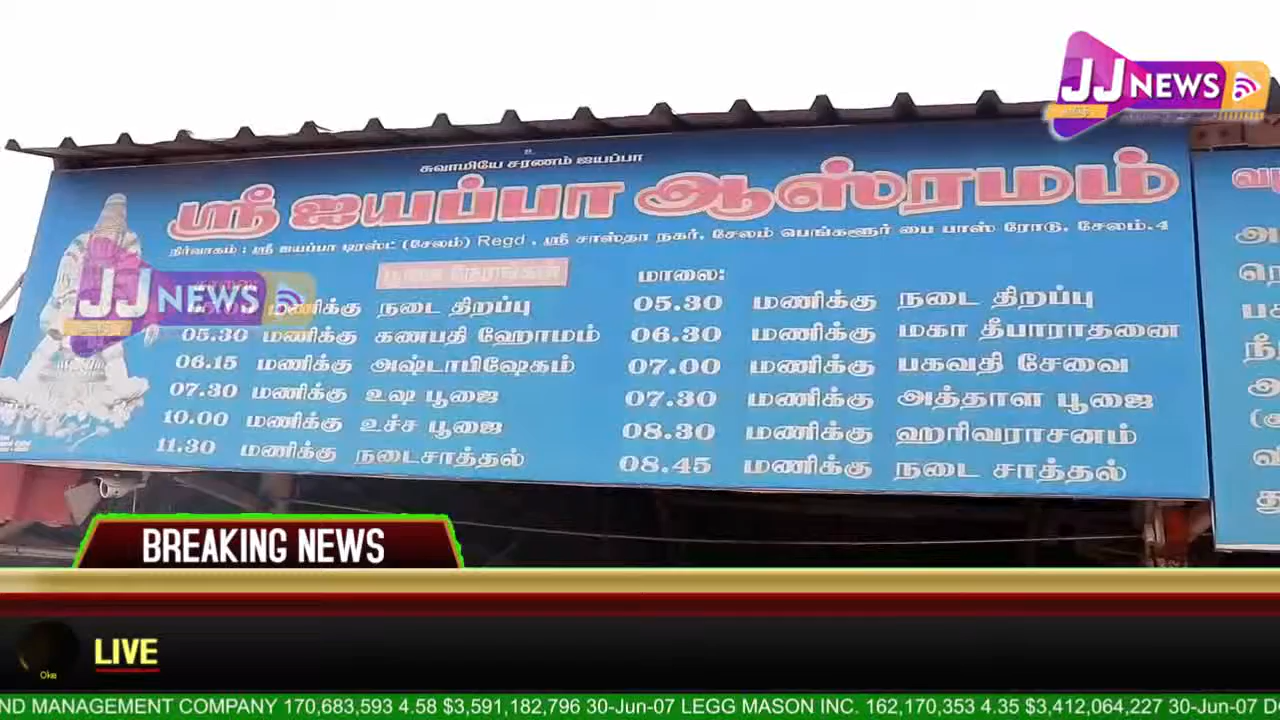 உ
சுவாமியே சரணம் ஐயப்பா
ஸ்ரீ ஐயப்பா ஆஸ்ரமம்
நிர்வாகம் : ஸ்ரீ ஐயப்பா டிரஸ்ட் (சேலம்) Regd , ஸ்ரீ சாஸ்தா நகர், சேலம் பெங்களூர் பை பாஸ் ரோடு, சேலம்.4
பூஜை நேரங்கள்
மணிக்கு நடை திறப்பு
05.30 மணிக்கு கணபதி ஹோமம்
06.15 மணிக்கு அஷ்டாபிஷேகம்
07.30 மணிக்கு உஷ பூஜை
10.00 மணிக்கு உச்ச பூஜை
11.30 மணிக்கு நடைசாத்தல்
மாலை:
05.30 மணிக்கு நடை திறப்பு
06.30 மணிக்கு மகா தீபாராதனை
07.00 மணிக்கு பகவதி சேவை
07.30 மணிக்கு அத்தாள பூஜை
08.30 மணிக்கு ஹரிவராசனம்
08.45 மணிக்கு நடை சாத்தல்
JJ NEWS
JJ NEWS
BREAKING NEWS
LIVE
Oke
ND MANAGEMENT COMPANY 170,683,593 4.58 $3,591,182,796 30-Jun-07 LEGG MASON INC. 162,170,353 4.35 $3,412,064,227 30-Jun-07 D